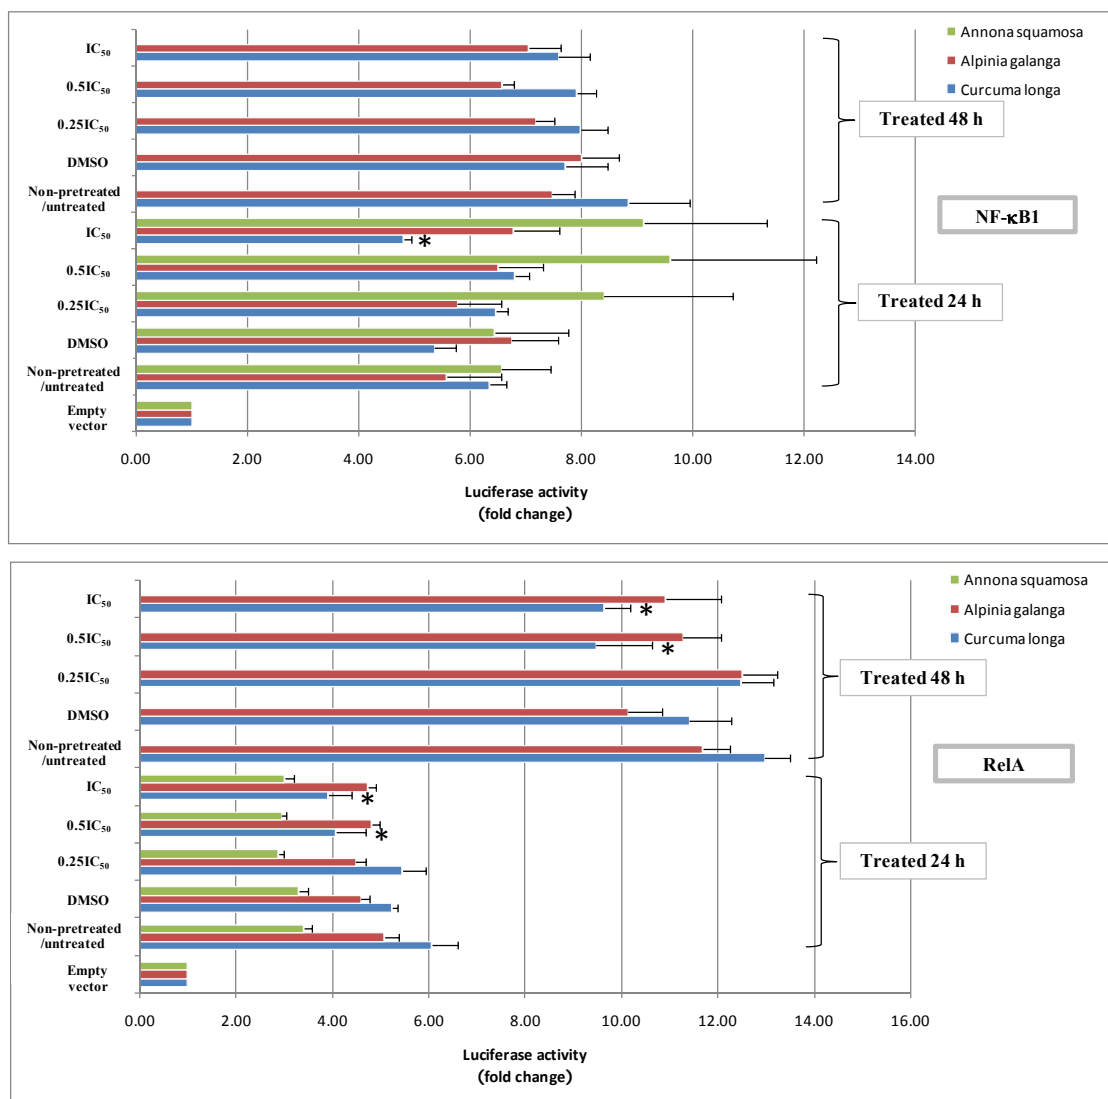 Annona squamosa
Alpinia galanga
Curcuma longa
IC₅₀
0.5IC₅₀
0.25IC₅₀
DMSO
Non-pretreated
/untreated
Treated 48 h
NF-κB1
IC₅₀
*
0.5IC₅₀
0.25IC₅₀
DMSO
Non-pretreated
/untreated
Treated 24 h
Empty
vector
0.00 2.00 4.00 6.00 8.00 10.00 12.00 14.00
Luciferase activity
(fold change)
Annona squamosa
Alpinia galanga
Curcuma longa
IC₅₀
*
0.5IC₅₀
*
0.25IC₅₀
DMSO
Non-pretreated
/untreated
Treated 48 h
RelA
IC₅₀
*
0.5IC₅₀
*
0.25IC₅₀
DMSO
Non-pretreated
/untreated
Treated 24 h
Empty
vector
0.00 2.00 4.00 6.00 8.00 10.00 12.00 14.00 16.00
Luciferase activity
(fold change)